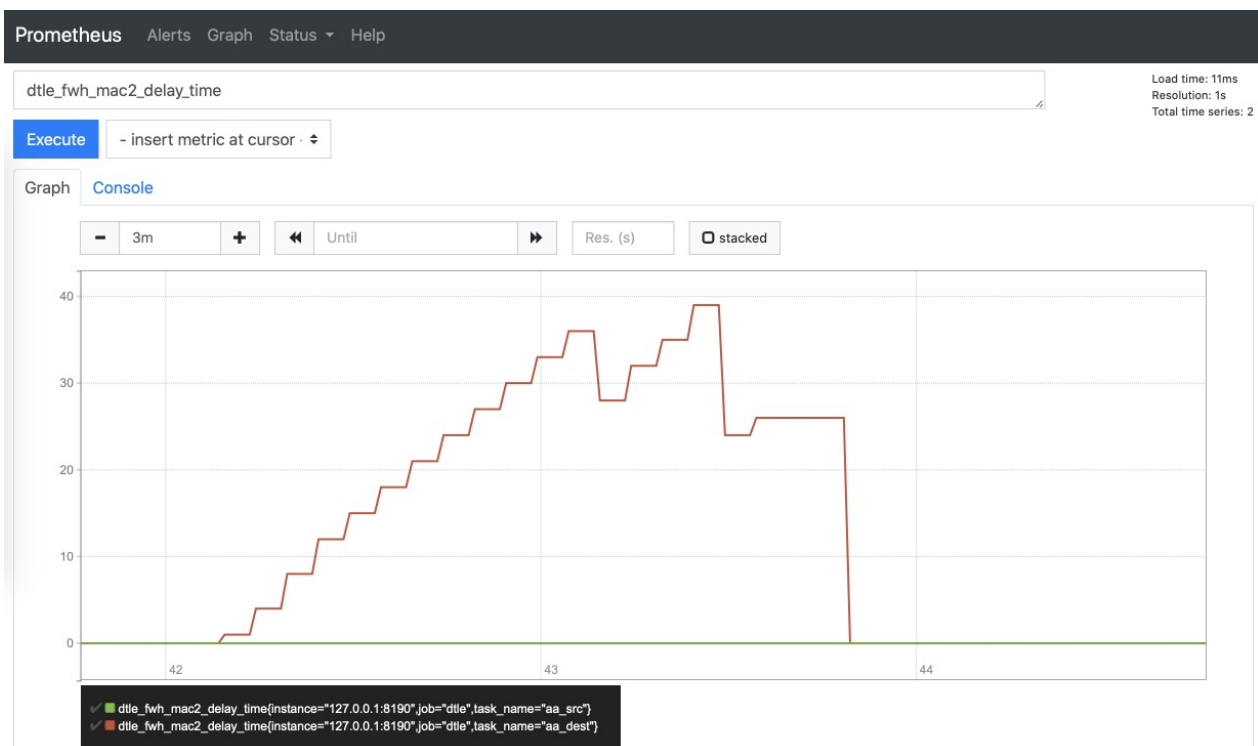 Prometheus Alerts Graph Status Help
dtle_fwh_mac2_delay_time
Load time: 11ms
Resolution: 1s
Total time series: 2
Execute - insert metric at cursor -
Graph Console
3m Until Res. (s) stacked
40
30
20
10
0
42 43 44
dtle_fwh_mac2_delay_time{instance="127.0.0.1:8190",job="dtle",task_name="aa_src"}
dtle_fwh_mac2_delay_time{instance="127.0.0.1:8190",job="dtle",task_name="aa_dest"}